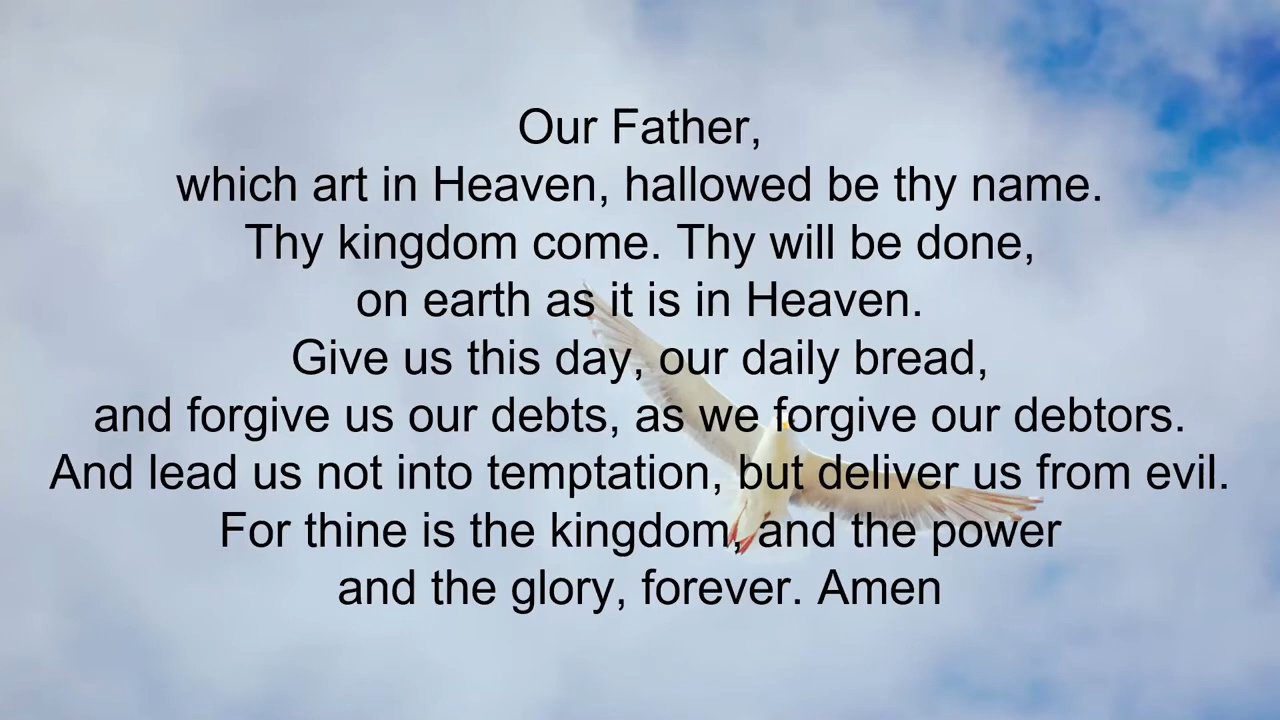 Our Father,
which art in Heaven, hallowed be thy name.
Thy kingdom come. Thy will be done,
on earth as it is in Heaven.
Give us this day, our daily bread,
and forgive us our debts, as we forgive our debtors.
And lead us not into temptation, but deliver us from evil.
For thine is the kingdom, and the power
and the glory, forever. Amen